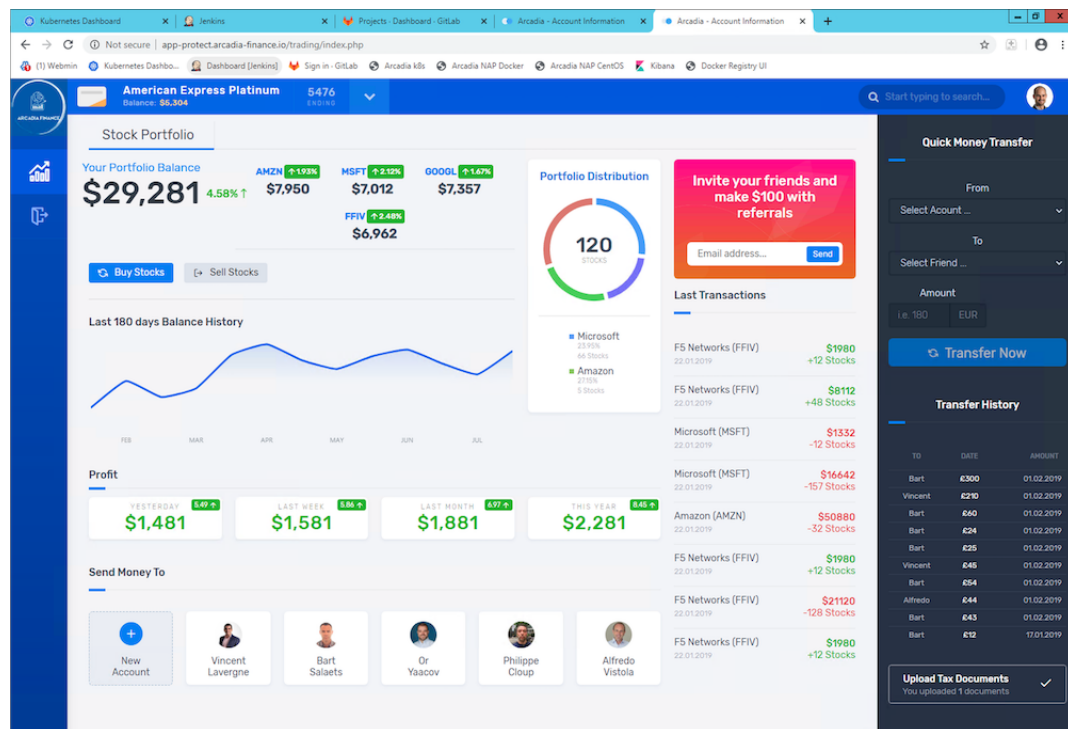 Kubernetes Dashboard
Jenkins
Projects · Dashboard · GitLab
Arcadia - Account Information
Arcadia - Account Information
Not secure | app-protect.arcadia-finance.io/trading/index.php
(1) Webmin
Kubernetes Dashbo...
Dashboard [Jenkins]
Sign in · GitLab
Arcadia k8s
Arcadia NAP Docker
Arcadia NAP CentOS
Kibana
Docker Registry UI
ARCADIA FINANCE
American Express Platinum
Balance: $5,304
5476
ENDING
Start typing to search...
Stock Portfolio
Your Portfolio Balance
$29,281 4.58% ↑
AMZN ↑ 1.93%
$7,950
MSFT ↑ 2.12%
$7,012
GOOGL ↑ 1.67%
$7,357
FFIV ↑ 2.48%
$6,962
Buy Stocks
Sell Stocks
Last 180 days Balance History
FEB MAR APR MAY JUN JUL
Profit
YESTERDAY 5.49 ↑
$1,481
LAST WEEK 5.86 ↑
$1,581
LAST MONTH 6.97 ↑
$1,881
THIS YEAR 8.45 ↑
$2,281
Send Money To
New
Account
Vincent
Lavergne
Bart
Salaets
Or
Yaacov
Philippe
Cloup
Alfredo
Vistola
Portfolio Distribution
120
STOCKS
Microsoft
23.95%
66 Stocks
Amazon
27.15%
5 Stocks
Invite your friends and
make $100 with
referrals
Email address...
Send
Last Transactions
F5 Networks (FFIV) $1980
22.01.2019 +12 Stocks
F5 Networks (FFIV) $8112
22.01.2019 +48 Stocks
Microsoft (MSFT) $1332
22.01.2019 -12 Stocks
Microsoft (MSFT) $16642
22.01.2019 -157 Stocks
Amazon (AMZN) $50880
22.01.2019 -32 Stocks
F5 Networks (FFIV) $1980
22.01.2019 +12 Stocks
F5 Networks (FFIV) $21120
22.01.2019 -128 Stocks
F5 Networks (FFIV) $1980
22.01.2019 +12 Stocks
Quick Money Transfer
From
Select Acount ...
To
Select Friend ...
Amount
i.e. 180 EUR
Transfer Now
Transfer History
TO DATE AMOUNT
Bart £300 01.02.2019
Vincent £210 01.02.2019
Bart £60 01.02.2019
Bart £24 01.02.2019
Bart £25 01.02.2019
Vincent £45 01.02.2019
Bart £54 01.02.2019
Alfredo £44 01.02.2019
Bart £43 01.02.2019
Bart £12 17.01.2019
Upload Tax Documents
You uploaded 1 documents